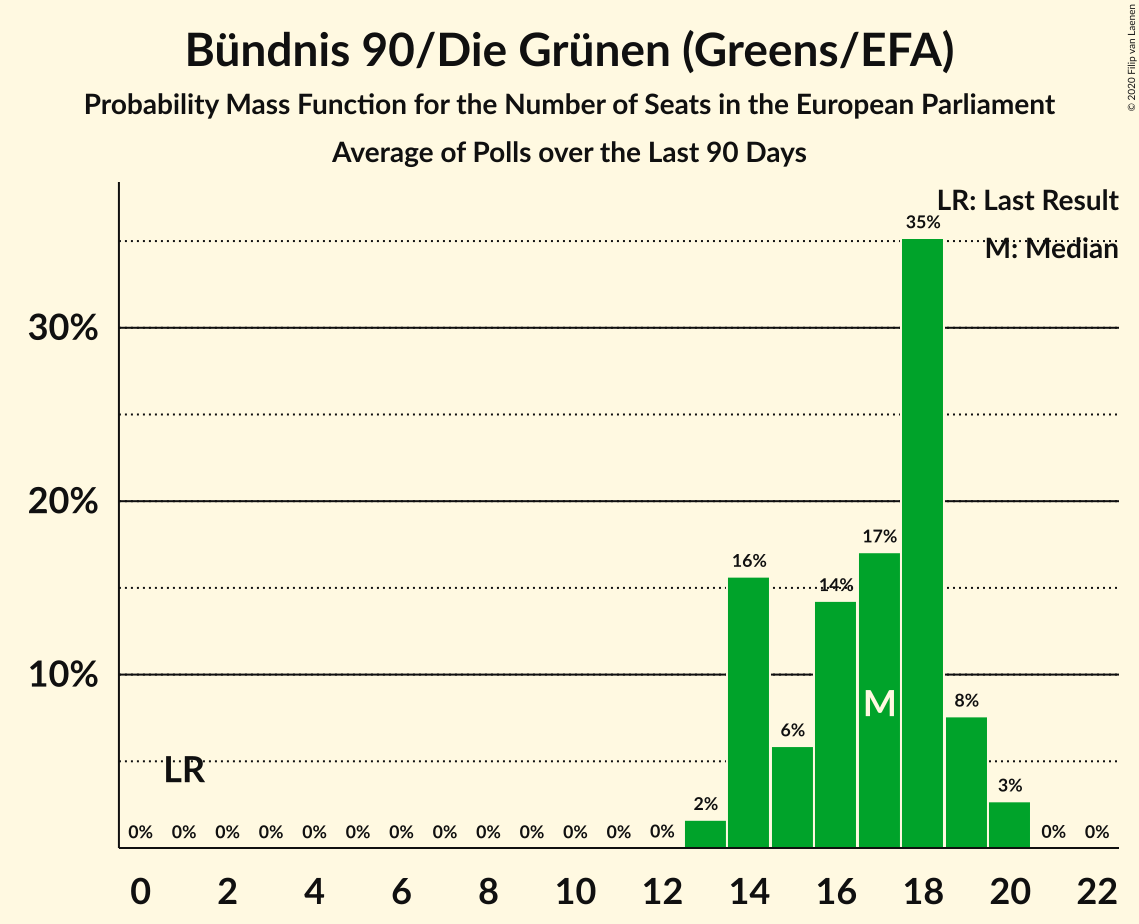 Bündnis 90/Die Grünen (Greens/EFA)
Probability Mass Function for the Number of Seats in the European Parliament
Average of Polls over the Last 90 Days
© 2020 Filip van Laenen
LR: Last Result
M: Median
35%
30%
20%
17%
16%
14%
10%
8%
M
6%
LR
3%
2%
0% 0% 0% 0% 0% 0% 0% 0% 0% 0% 0% 0% 0% 0% 0%
0 2 4 6 8 10 12 14 16 18 20 22